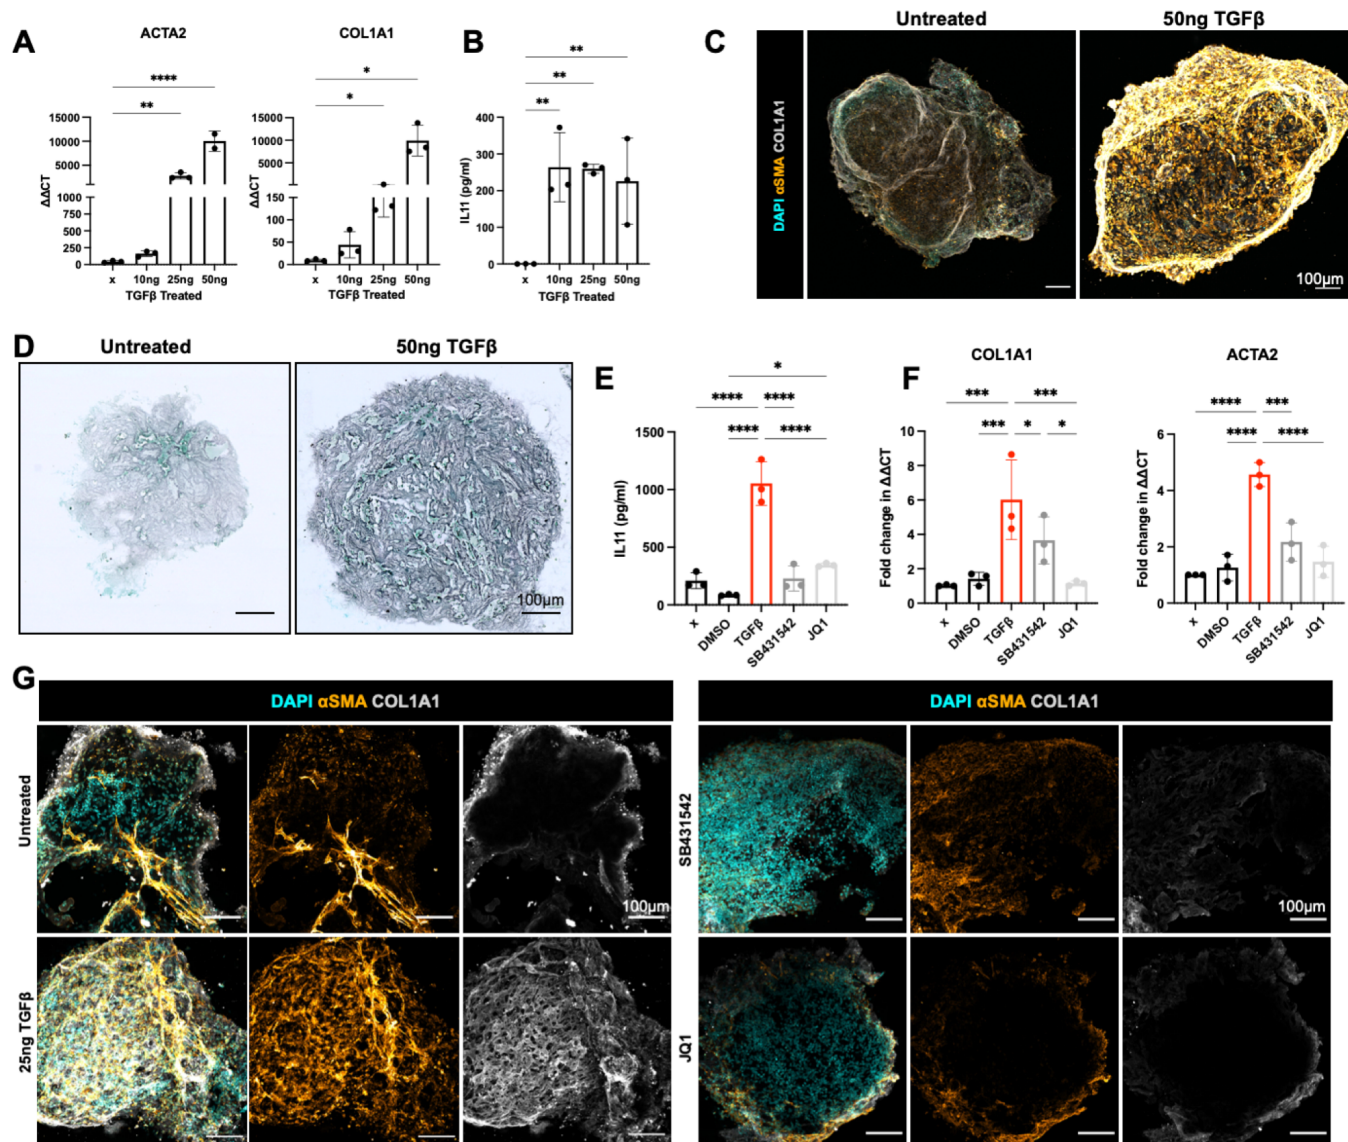 A
ACTA2
****
**
ΔΔCT
15000
10000
5000
1000
750
500
250
0
x 10ng 25ng 50ng
TGFβ Treated
COL1A1
*
*
15000
10000
5000
150
100
50
0
x 10ng 25ng 50ng
TGFβ Treated
B
**
**
**
IL11 (pg/ml)
400
300
200
100
0
x 10ng 25ng 50ng
TGFβ Treated
C
Untreated
50ng TGFβ
DAPI αSMA COL1A1
100μm
D
Untreated
50ng TGFβ
100μm
E
*
**** ****
**** ****
IL11 (pg/ml)
1500
1000
500
0
x DMSO TGFβ SB431542 JQ1
F
COL1A1
*** ***
*** * *
Fold change in ΔΔCT
10
8
6
4
2
0
x DMSO TGFβ SB431542 JQ1
ACTA2
**** ***
**** ****
Fold change in ΔΔCT
6
4
2
0
x DMSO TGFβ SB431542 JQ1
G
DAPI αSMA COL1A1
Untreated
100μm
25ng TGFβ
DAPI αSMA COL1A1
SB431542
100μm
JQ1